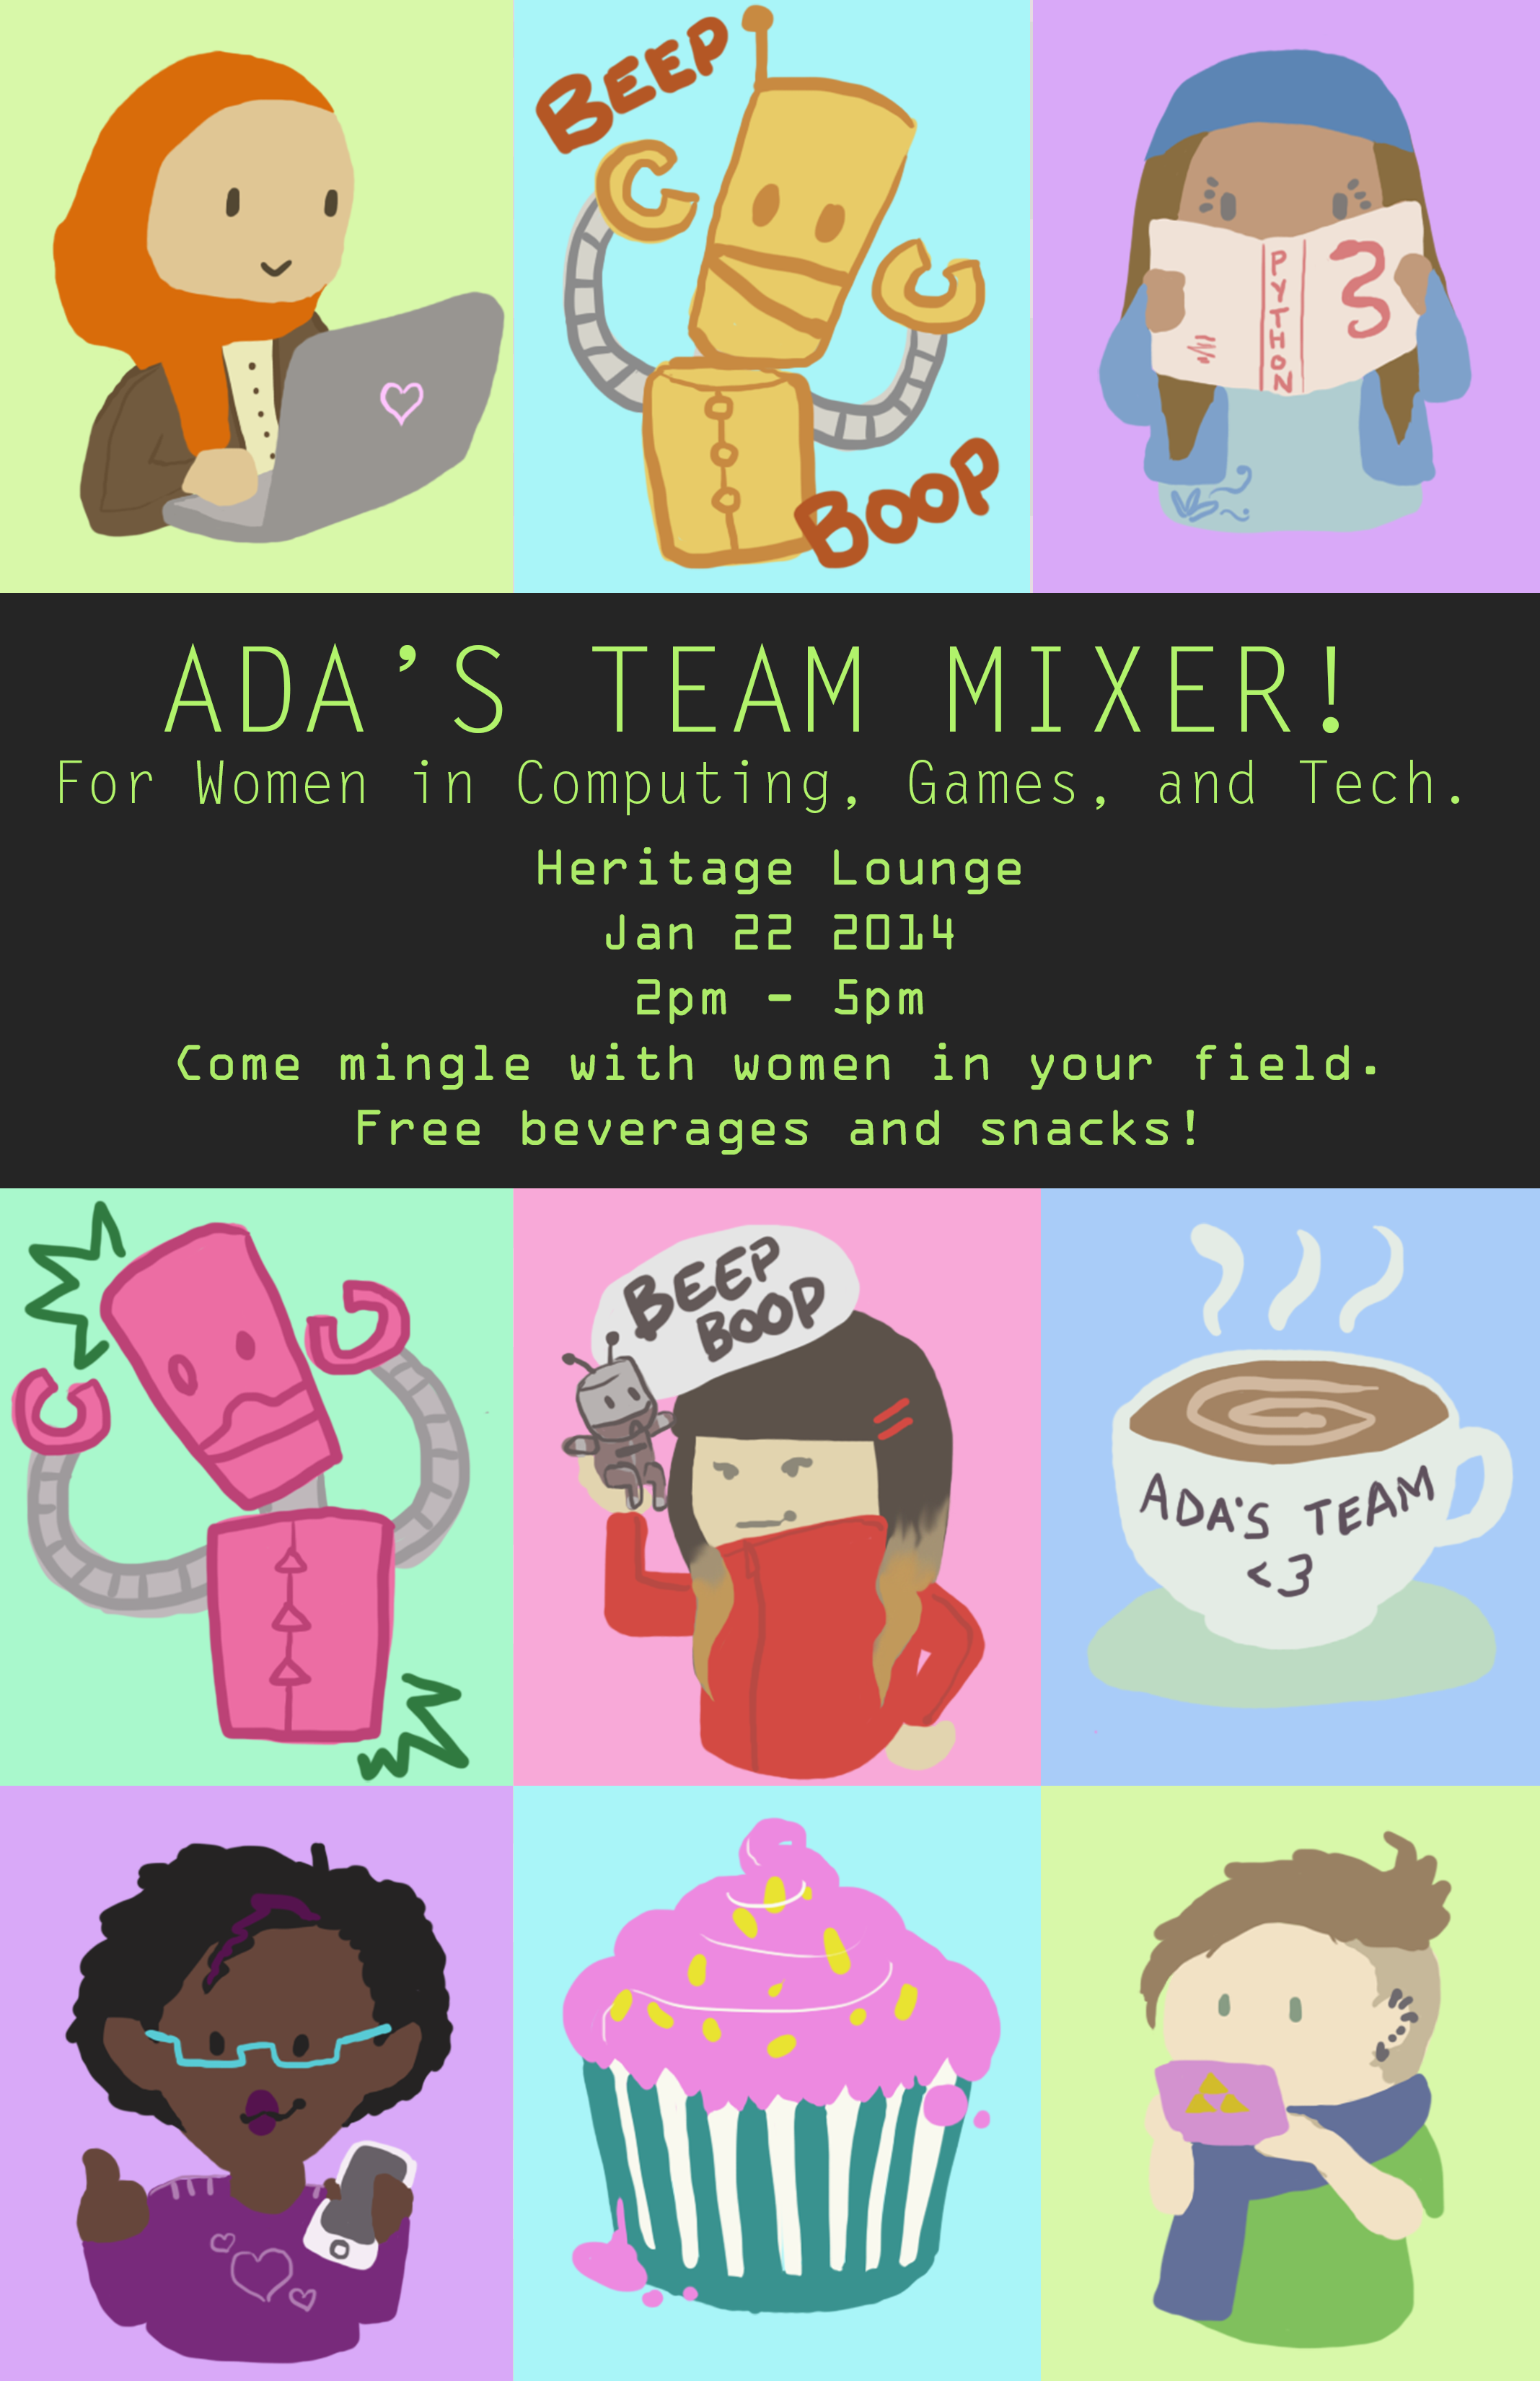 BEEP
BOOP
PYTHON
3
ADA'S TEAM MIXER!
For Women in Computing, Games, and Tech.
Heritage Lounge
Jan 22 2014
2pm - 5pm
Come mingle with women in your field.
Free beverages and snacks!
BEEP
BOOP
ADA'S TEAM
<3